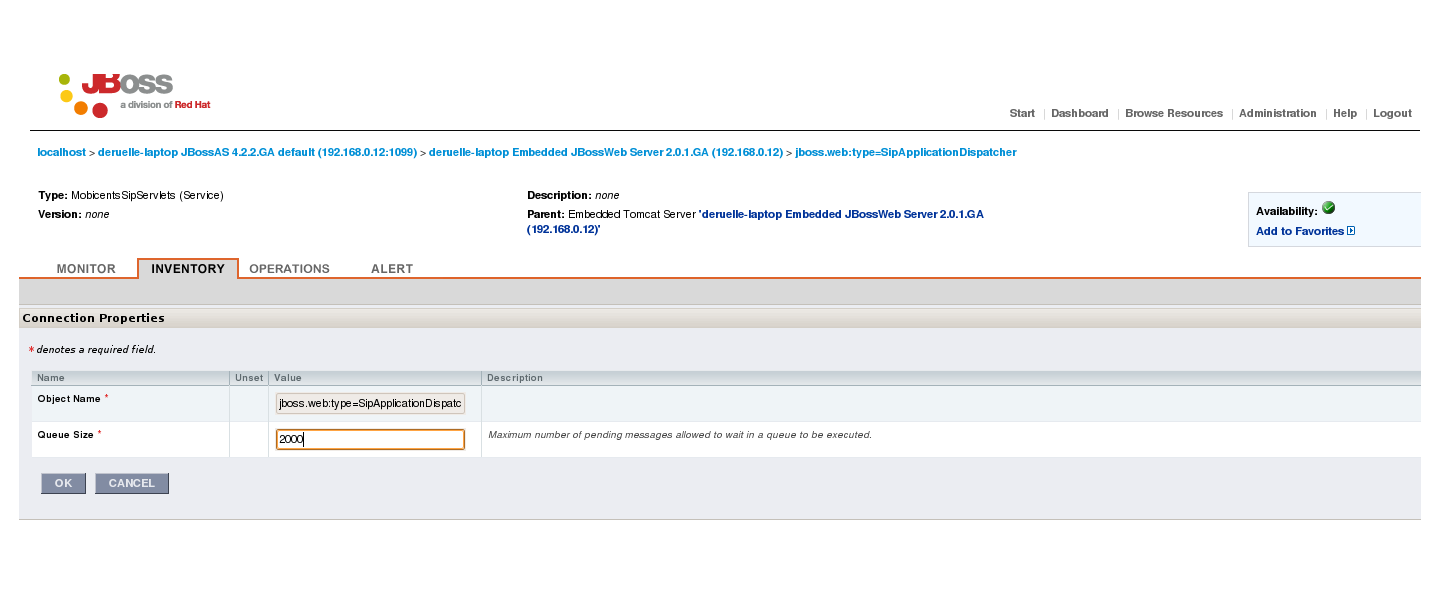 JBoss
a division of Red Hat
Start Dashboard Browse Resources Administration Help Logout
localhost > deruelle-laptop JBossAS 4.2.2.GA default (192.168.0.12:1099) > deruelle-laptop Embedded JBossWeb Server 2.0.1.GA (192.168.0.12) > jboss.web:type=SipApplicationDispatcher
Type: MobicentsSipServlets (Service)
Version: none
Description: none
Parent: Embedded Tomcat Server 'deruelle-laptop Embedded JBossWeb Server 2.0.1.GA
(192.168.0.12)'
Availability:
Add to Favorites
MONITOR INVENTORY OPERATIONS ALERT
Connection Properties
* denotes a required field.
Name Unset Value Description
Object Name * jboss.web:type=SipApplicationDispatc
Queue Size * 2000 Maximum number of pending messages allowed to wait in a queue to be executed.
OK CANCEL